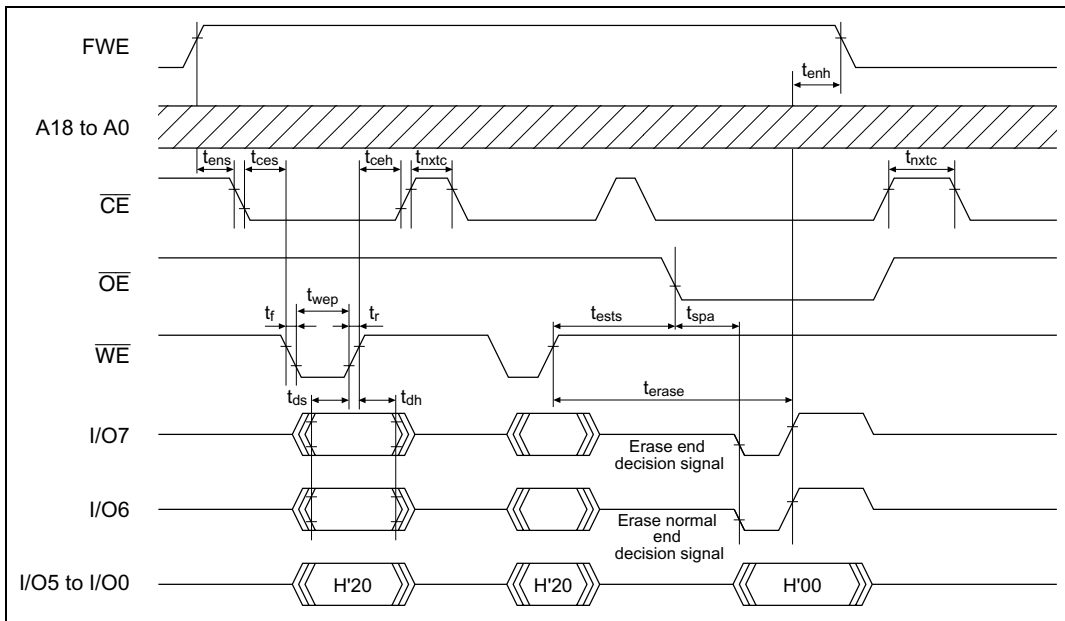 FWE
t_enh
A18 to A0
t_ens t_ces t_ceh t_nxtc t_nxtc
CE
OE
t_wep
t_f t_r t_ests t_spa
WE
t_ds t_dh t_erase
I/O7
Erase end
decision signal
I/O6
Erase normal
end
decision signal
I/O5 to I/O0 H'20 H'20 H'00